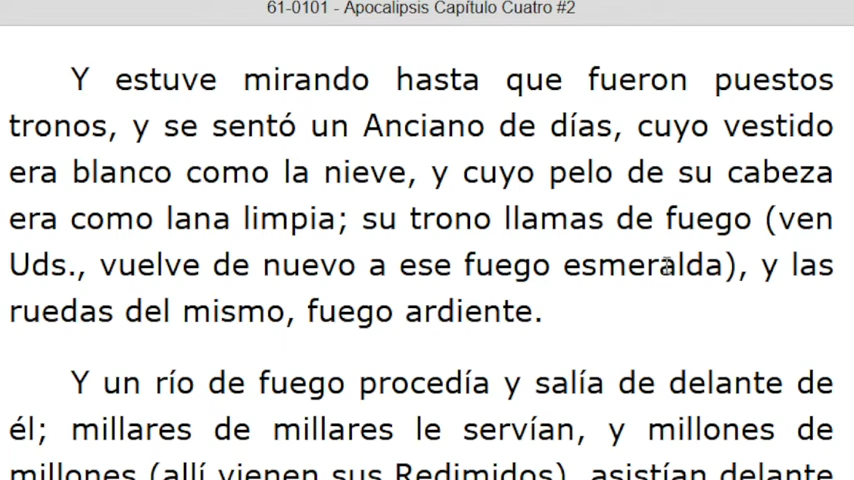 61-0101 - Apocalipsis Capítulo Cuatro #2
Y estuve mirando hasta que fueron puestos
tronos, y se sentó un Anciano de días, cuyo vestido
era blanco como la nieve, y cuyo pelo de su cabeza
era como lana limpia; su trono llamas de fuego (ven
Uds., vuelve de nuevo a ese fuego esmeralda), y las
ruedas del mismo, fuego ardiente.
Y un río de fuego procedía y salía de delante de
él; millares de millares le servían, y millones de
millones (allí vienen sus Redimidos), asistían delante